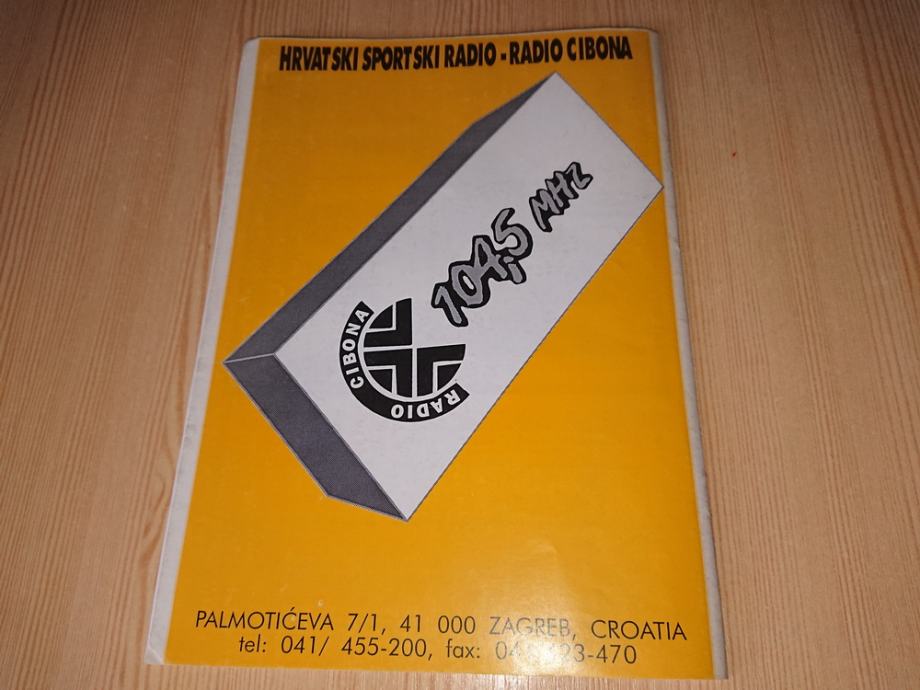 HRVATSKI SPORTSKI RADIO - RADIO CIBONA
104,5 MHz
RADIO CIBONA
PALMOTIĆEVA 7/1, 41 000 ZAGREB, CROATIA
tel: 041/ 455-200, fax: